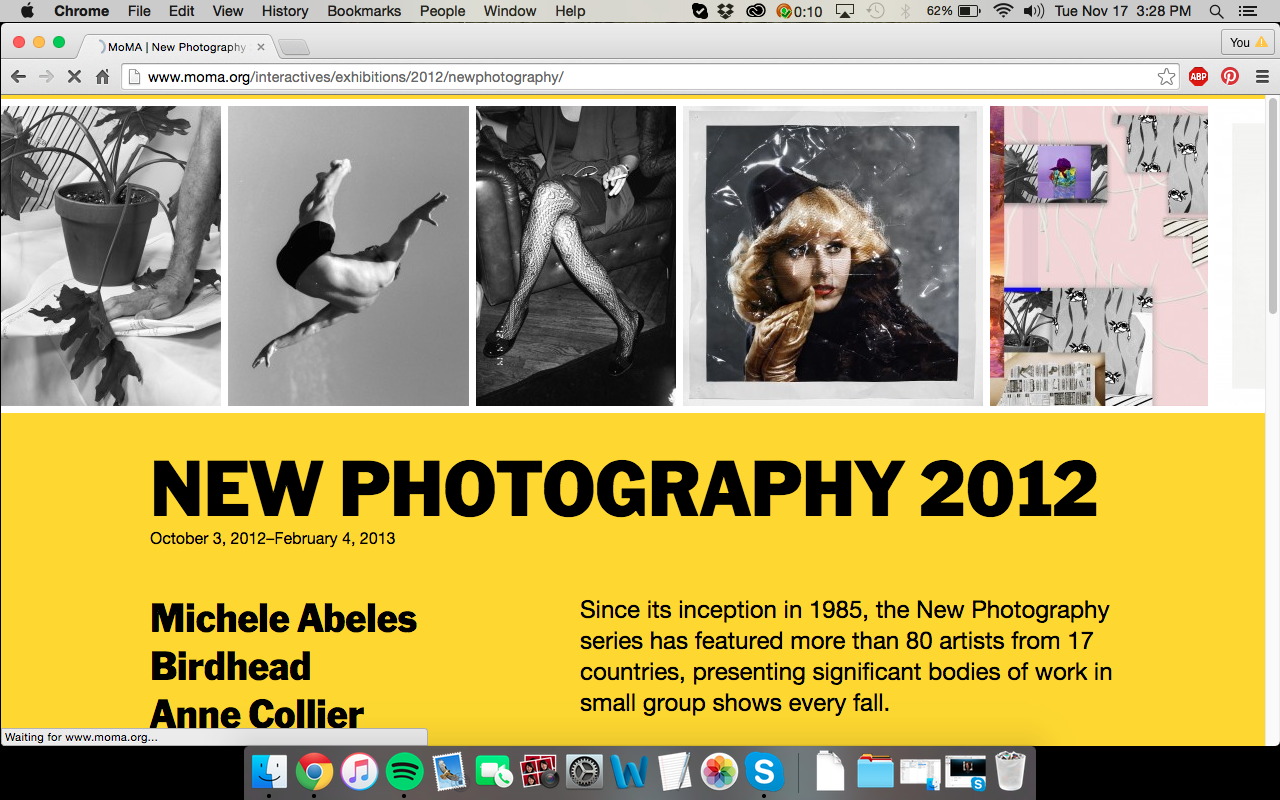 Chrome File Edit View History Bookmarks People Window Help 0:10 62% Tue Nov 17 3:28 PM
MoMA | New Photography You
www.moma.org/interactives/exhibitions/2012/newphotography/ ABP
NEW PHOTOGRAPHY 2012
October 3, 2012–February 4, 2013
Michele Abeles
Birdhead
Anne Collier
Since its inception in 1985, the New Photography
series has featured more than 80 artists from 17
countries, presenting significant bodies of work in
small group shows every fall.
Waiting for www.moma.org...